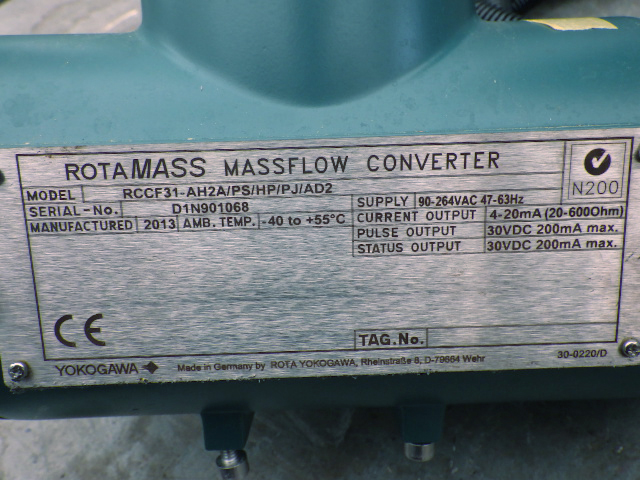 ROTAMASS MASSFLOW CONVERTER
N200
MODEL RCCF31-AH2A/PS/HP/PJ/AD2
SERIAL-No. D1N901068
MANUFACTURED 2013 AMB. TEMP. -40 to +55°C
SUPPLY 90-264VAC 47-63Hz
CURRENT OUTPUT 4-20mA (20-600Ohm)
PULSE OUTPUT 30VDC 200mA max.
STATUS OUTPUT 30VDC 200mA max.
CE
TAG.No.
YOKOGAWA Made in Germany by ROTA YOKOGAWA, Rheinstraße 8, D-79664 Wehr 30-0220/D